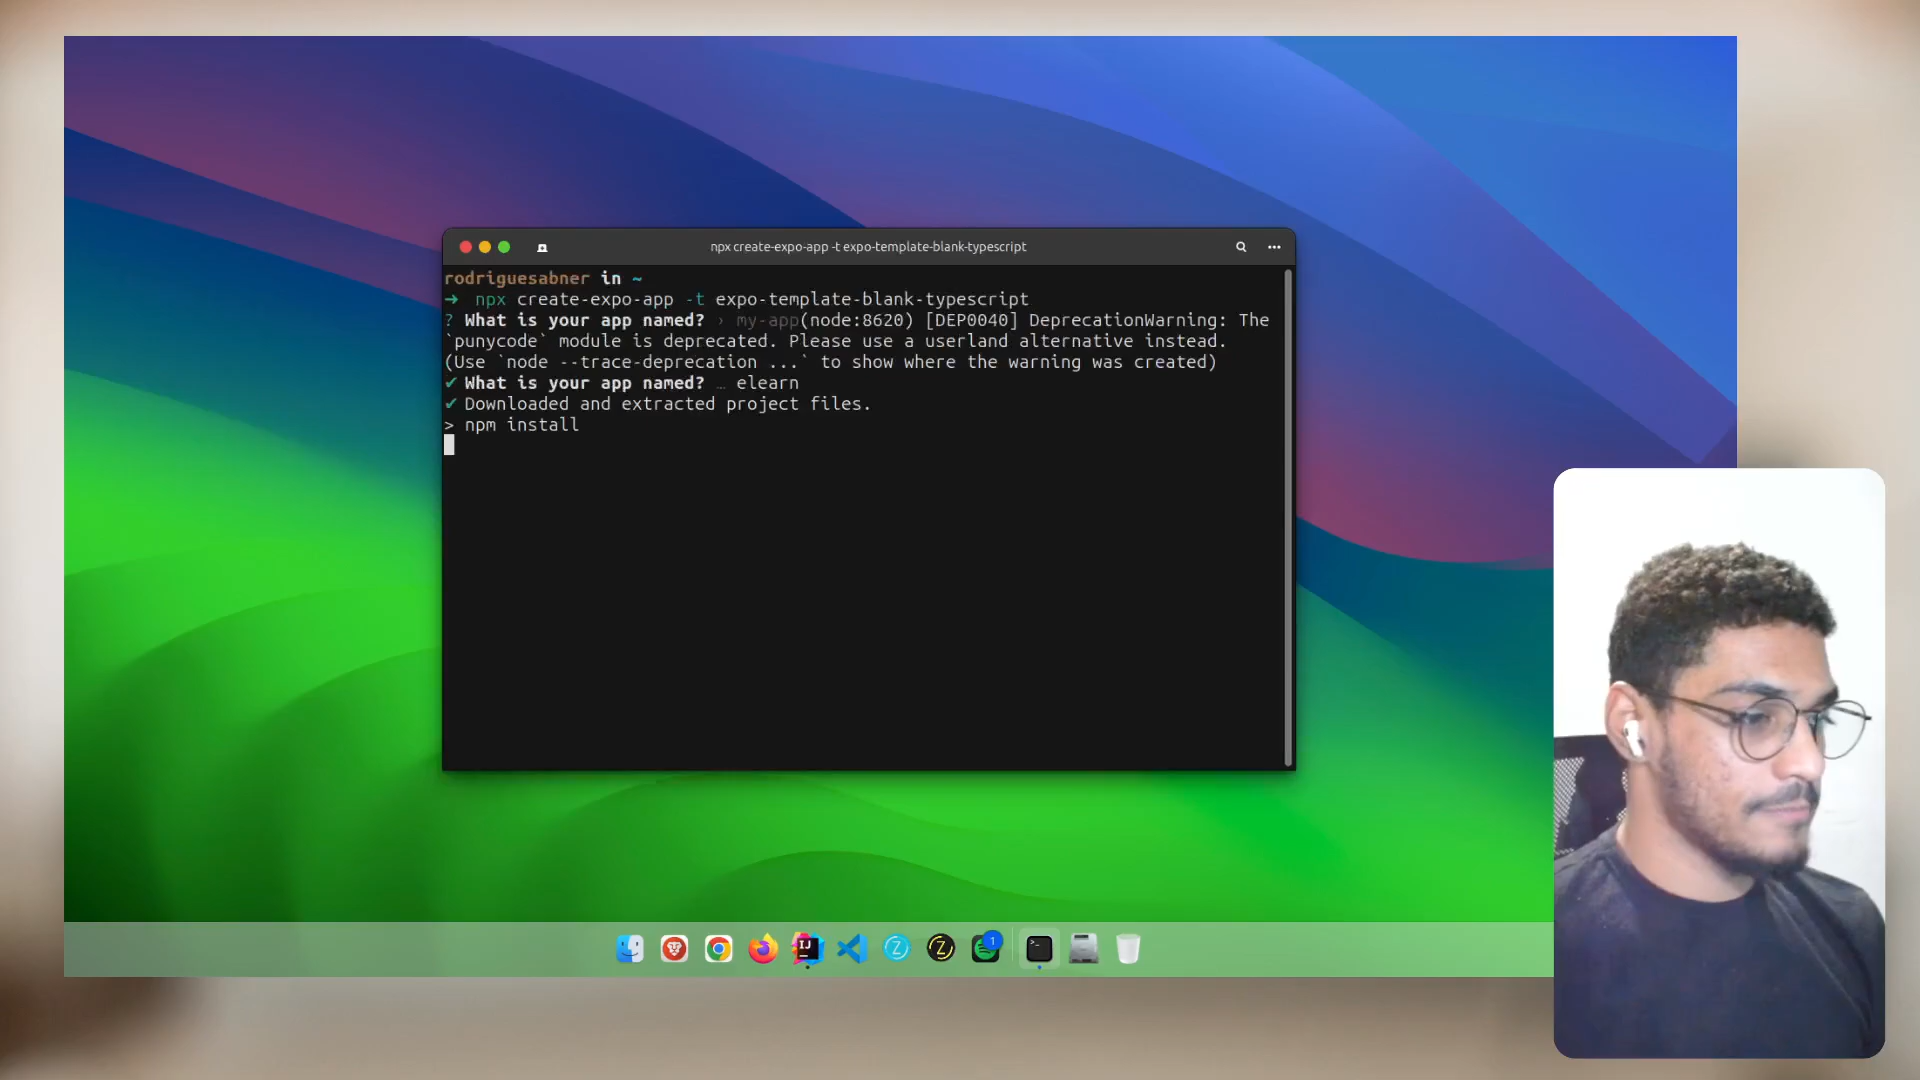 npx create-expo-app -t expo-template-blank-typescript
rodriguesabner in ~
➜ npx create-expo-app -t expo-template-blank-typescript
? What is your app named? › my-app(node:8620) [DEP0040] DeprecationWarning: The
`punycode` module is deprecated. Please use a userland alternative instead.
(Use `node --trace-deprecation ...` to show where the warning was created)
✔ What is your app named? … elearn
✔ Downloaded and extracted project files.
> npm install
IJ
Z
Z
1
>_